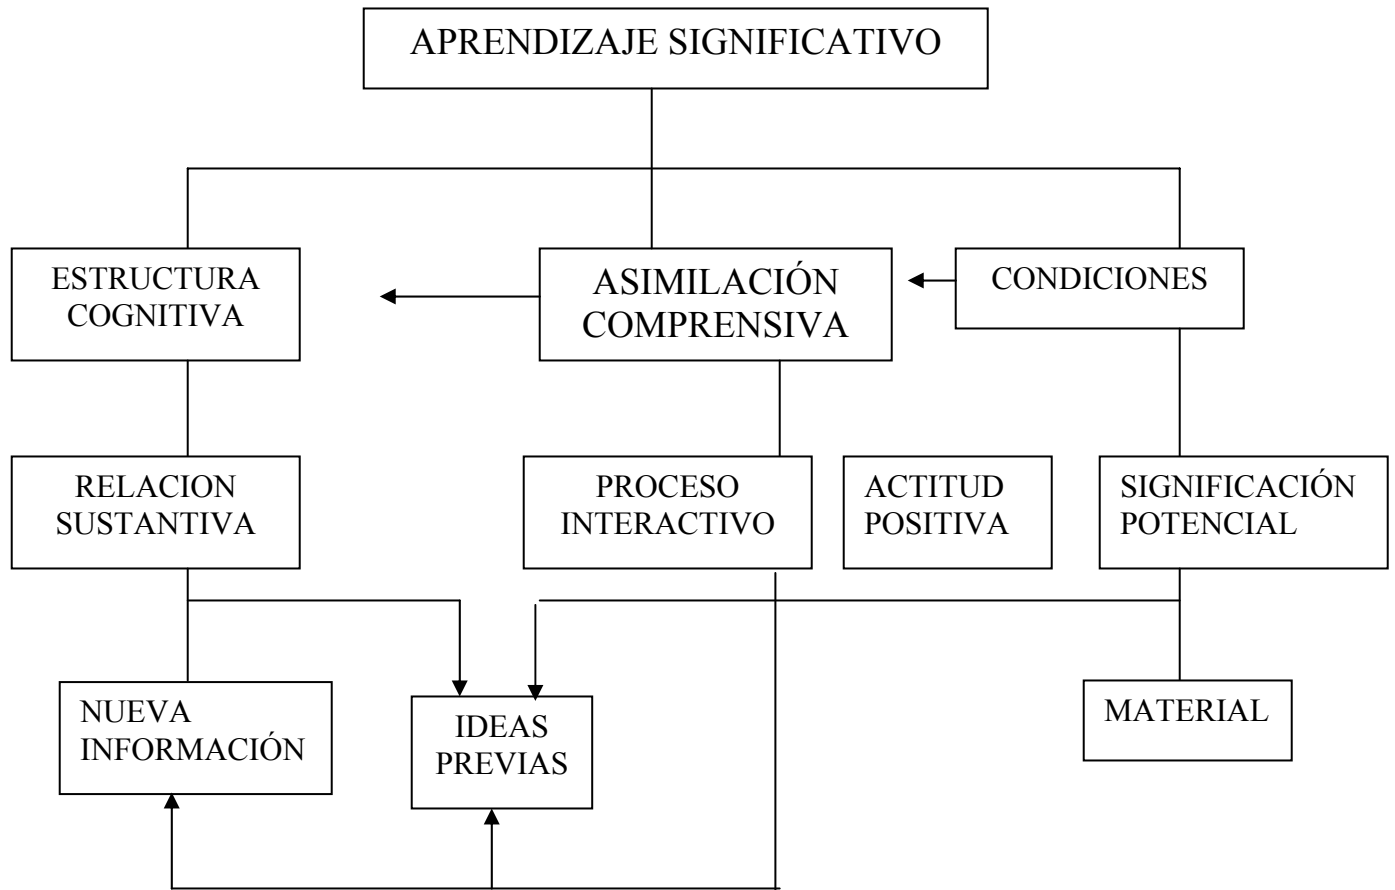 APRENDIZAJE SIGNIFICATIVO
ESTRUCTURA
COGNITIVA
ASIMILACIÓN
COMPRENSIVA
CONDICIONES
RELACION
SUSTANTIVA
PROCESO
INTERACTIVO
ACTITUD
POSITIVA
SIGNIFICACIÓN
POTENCIAL
NUEVA
INFORMACIÓN
IDEAS
PREVIAS
MATERIAL